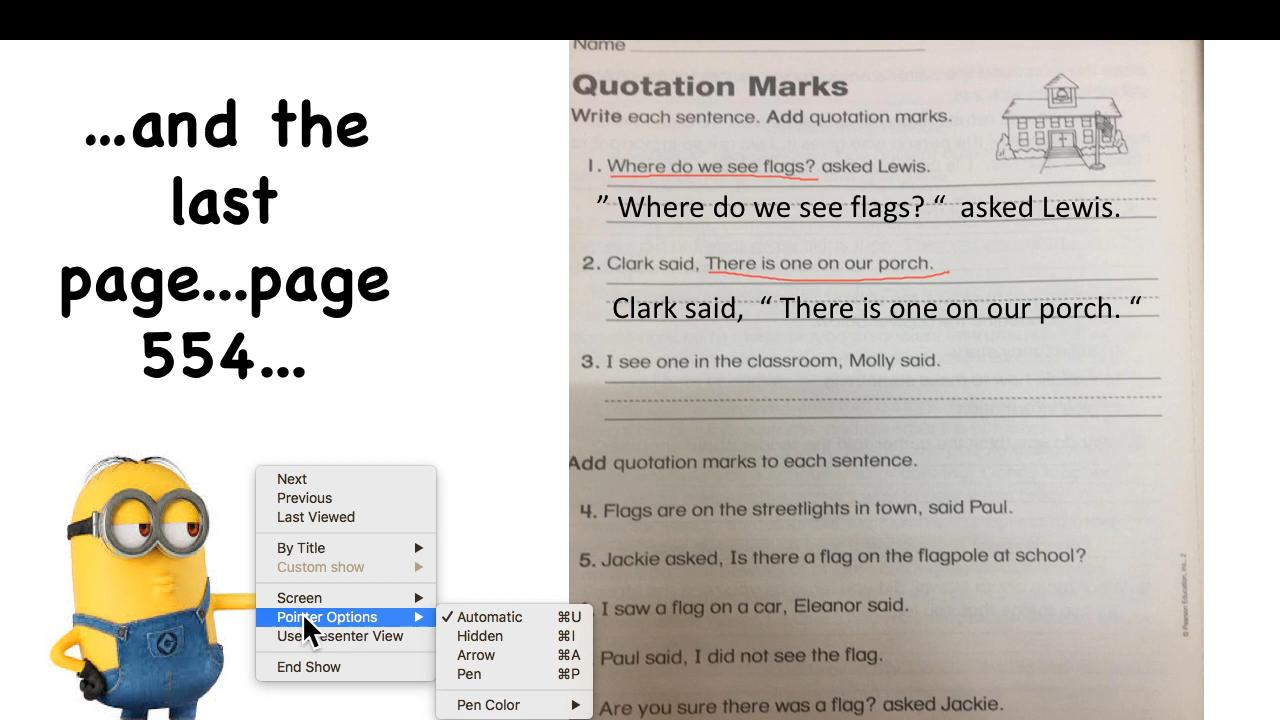 ...and the
last
page...page
554...
Name
Quotation Marks
Write each sentence. Add quotation marks.
1. Where do we see flags? asked Lewis.
” Where do we see flags? “ asked Lewis.
2. Clark said, There is one on our porch.
Clark said, “ There is one on our porch. “
3. I see one in the classroom, Molly said.
Add quotation marks to each sentence.
4. Flags are on the streetlights in town, said Paul.
5. Jackie asked, Is there a flag on the flagpole at school?
I saw a flag on a car, Eleanor said.
Paul said, I did not see the flag.
Are you sure there was a flag? asked Jackie.
© Pearson Education, Inc., 2
Next
Previous
Last Viewed
By Title
Custom show
Screen
Pointer Options
Use Presenter View
End Show
✓ Automatic ⌘U
Hidden ⌘I
Arrow ⌘A
Pen ⌘P
Pen Color